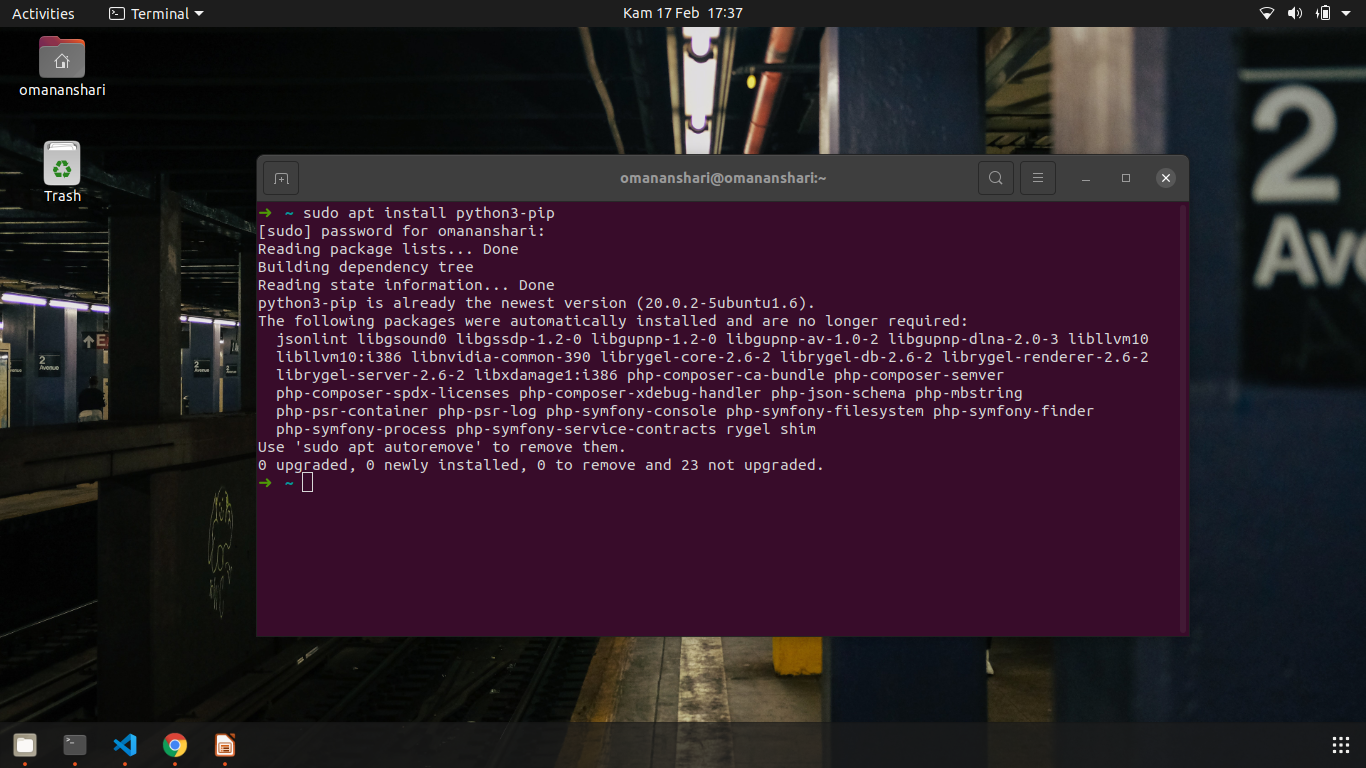 Activities
Terminal
Kam 17 Feb 17:37
omananshari
Trash
omananshari@omananshari:~
➜ ~ sudo apt install python3-pip
[sudo] password for omananshari:
Reading package lists... Done
Building dependency tree
Reading state information... Done
python3-pip is already the newest version (20.0.2-5ubuntu1.6).
The following packages were automatically installed and are no longer required:
jsonlint libgsound0 libgssdp-1.2-0 libgupnp-1.2-0 libgupnp-av-1.0-2 libgupnp-dlna-2.0-3 libllvm10
libllvm10:i386 libnvidia-common-390 librygel-core-2.6-2 librygel-db-2.6-2 librygel-renderer-2.6-2
librygel-server-2.6-2 libxdamage1:i386 php-composer-ca-bundle php-composer-semver
php-composer-spdx-licenses php-composer-xdebug-handler php-json-schema php-mbstring
php-psr-container php-psr-log php-symfony-console php-symfony-filesystem php-symfony-finder
php-symfony-process php-symfony-service-contracts rygel shim
Use 'sudo apt autoremove' to remove them.
0 upgraded, 0 newly installed, 0 to remove and 23 not upgraded.
➜ ~
2
Ave
2
Avenue
2
Avenue